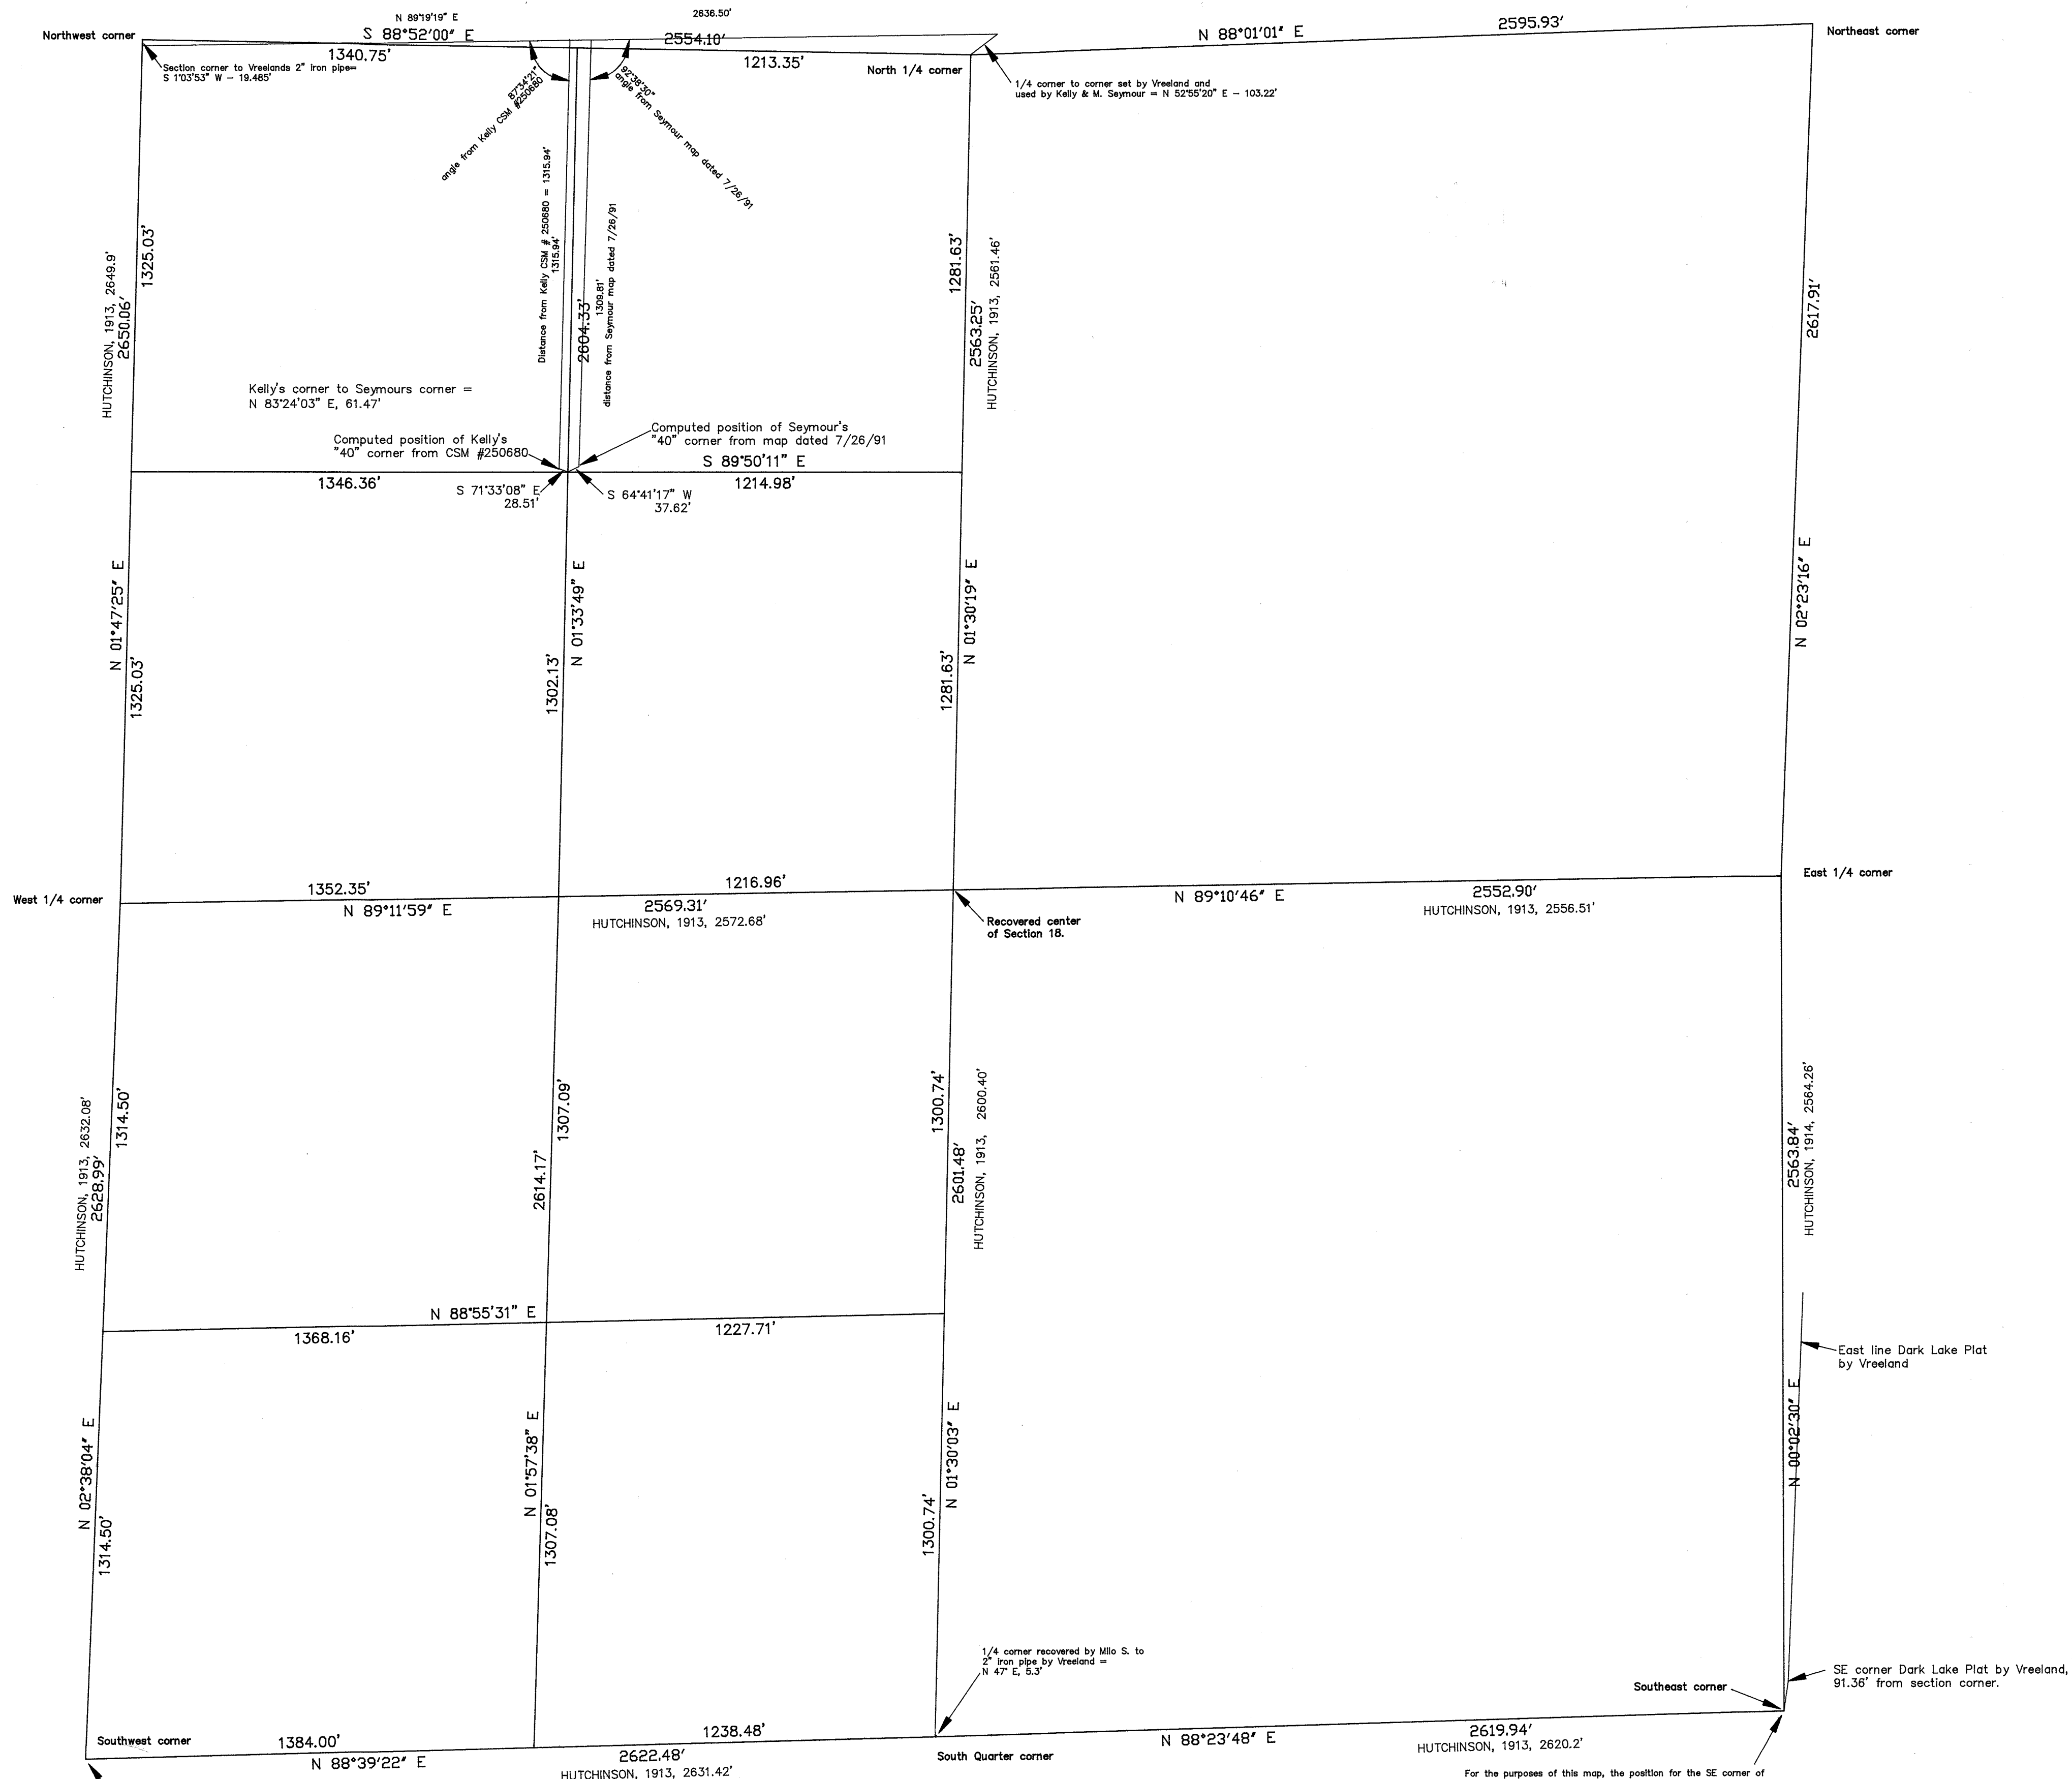 N 89°19'19" E
2636.50'
Northwest corner
S 88°52'00" E
2554.10'
N 88°01'01" E
2595.93'
Northeast corner
1340.75'
1213.35'
North 1/4 corner
Section corner to Vreelands 2" iron pipe=
S 1°03'53" W - 19.485'
1/4 corner to corner set by Vreeland and
used by Kelly & M. Seymour = N 52°55'20" E - 103.22'
87°34'21"
angle from Kelly CSM #250680
92°38'30"
angle from Seymour map dated 7/26/91
Distance from Kelly CSM # 250680 = 1315.94'
1315.94'
2604.33'
1309.81'
distance from Seymour map dated 7/26/91
1325.03'
HUTCHINSON, 1913, 2649.9'
2650.06'
1281.63'
2563.25'
HUTCHINSON, 1913, 2561.46'
2617.91'
Kelly's corner to Seymours corner =
N 83°24'03" E, 61.47'
Computed position of Kelly's
"40" corner from CSM #250680
Computed position of Seymour's
"40" corner from map dated 7/26/91
S 89°50'11" E
1346.36'
1214.98'
S 71°33'08" E
28.51'
S 64°41'17" W
37.62'
N 01°47'25" E
1325.03'
N 01°33'49" E
1302.13'
N 01°30'19" E
1281.63'
N 02°23'16" E
West 1/4 corner
1352.35'
N 89°11'59" E
1216.96'
2569.31'
HUTCHINSON, 1913, 2572.68'
Recovered center
of Section 18.
N 89°10'46" E
2552.90'
HUTCHINSON, 1913, 2556.51'
East 1/4 corner
1314.50'
HUTCHINSON, 1913, 2632.08'
2628.99'
1307.09'
2614.17'
1300.74'
2601.48'
HUTCHINSON, 1913, 2600.40'
2563.84'
HUTCHINSON, 1914, 2564.26'
N 88°55'31" E
1368.16'
1227.71'
East line Dark Lake Plat
by Vreeland
N 02°38'04" E
1314.50'
N 01°57'38" E
1307.08'
N 01°30'03" E
1300.74'
N 00°02'30" E
1/4 corner recovered by Milo S. to
2" iron pipe by Vreeland =
N 47° E, 5.3'
SE corner Dark Lake Plat by Vreeland,
91.36' from section corner.
Southeast corner
Southwest corner
1384.00'
N 88°39'22" E
1238.48'
2622.48'
HUTCHINSON, 1913, 2631.42'
South Quarter corner
N 88°23'48" E
2619.94'
HUTCHINSON, 1913, 2620.2'
For the purposes of this map, the position for the SE corner of